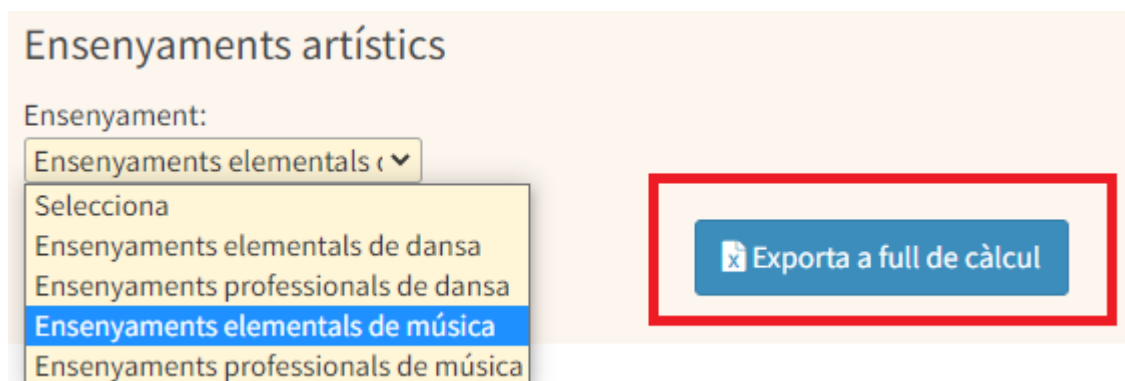 Ensenyaments artístics
Ensenyament:
Ensenyaments elementals
Selecciona
Ensenyaments elementals de dansa
Ensenyaments professionals de dansa
Exporta a full de càlcul
Ensenyaments elementals de música
Ensenyaments professionals de música